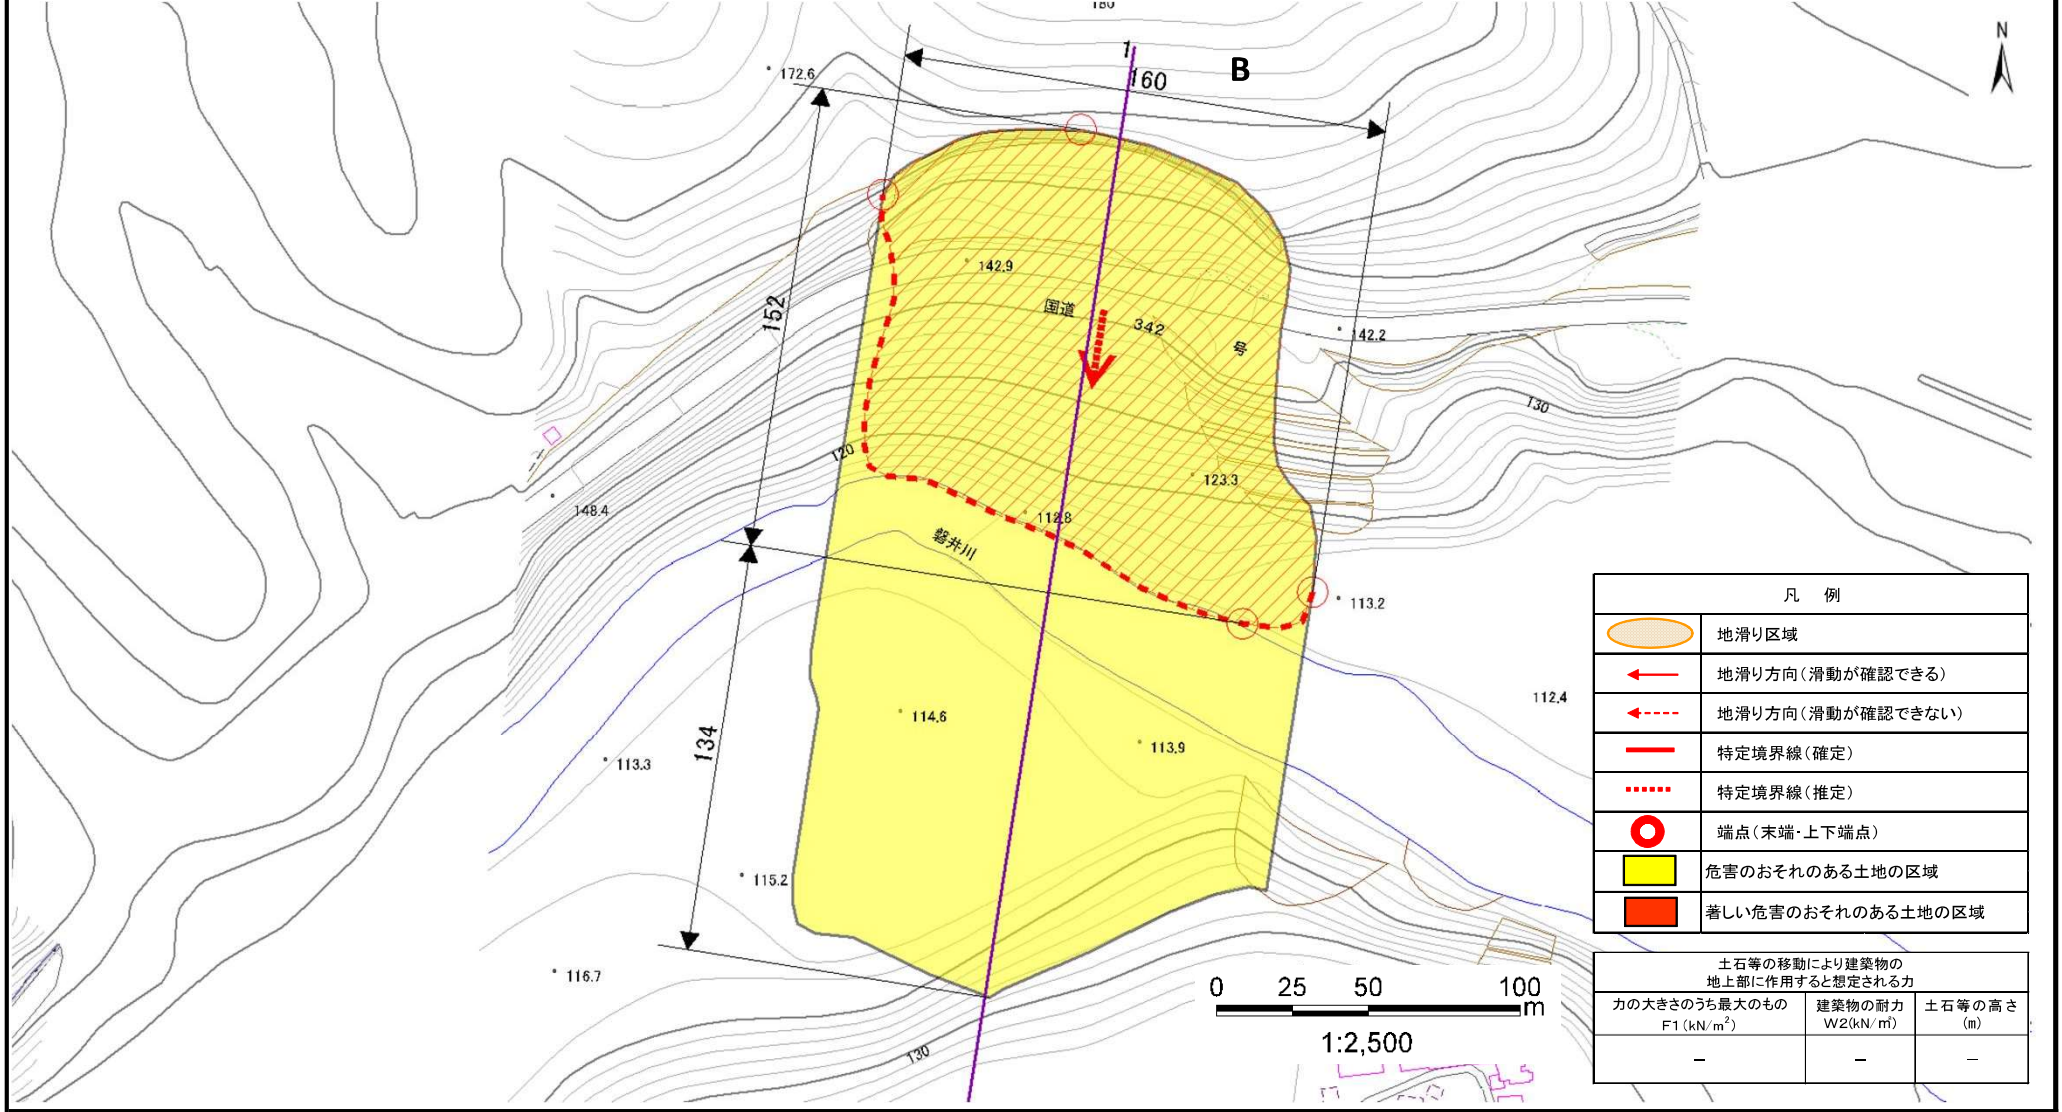 180
N
1
B
160
172.6
142.9
152
国道 342 号
142.2
130
120
123.3
148.4
112.8
磐井川
113.2
112.4
114.6
113.9
134
113.3
115.2
116.7
130
0 25 50 100
m
1:2,500
凡 例
地滑り区域
地滑り方向(滑動が確認できる)
地滑り方向(滑動が確認できない)
特定境界線(確定)
特定境界線(推定)
端点(末端・上下端点)
危害のおそれのある土地の区域
著しい危害のおそれのある土地の区域
土石等の移動により建築物の
地上部に作用すると想定される力
力の大きさのうち最大のもの 建築物の耐力 土石等の高さ
F1(kN/m²) W2(kN/㎡) (m)
― ― ―